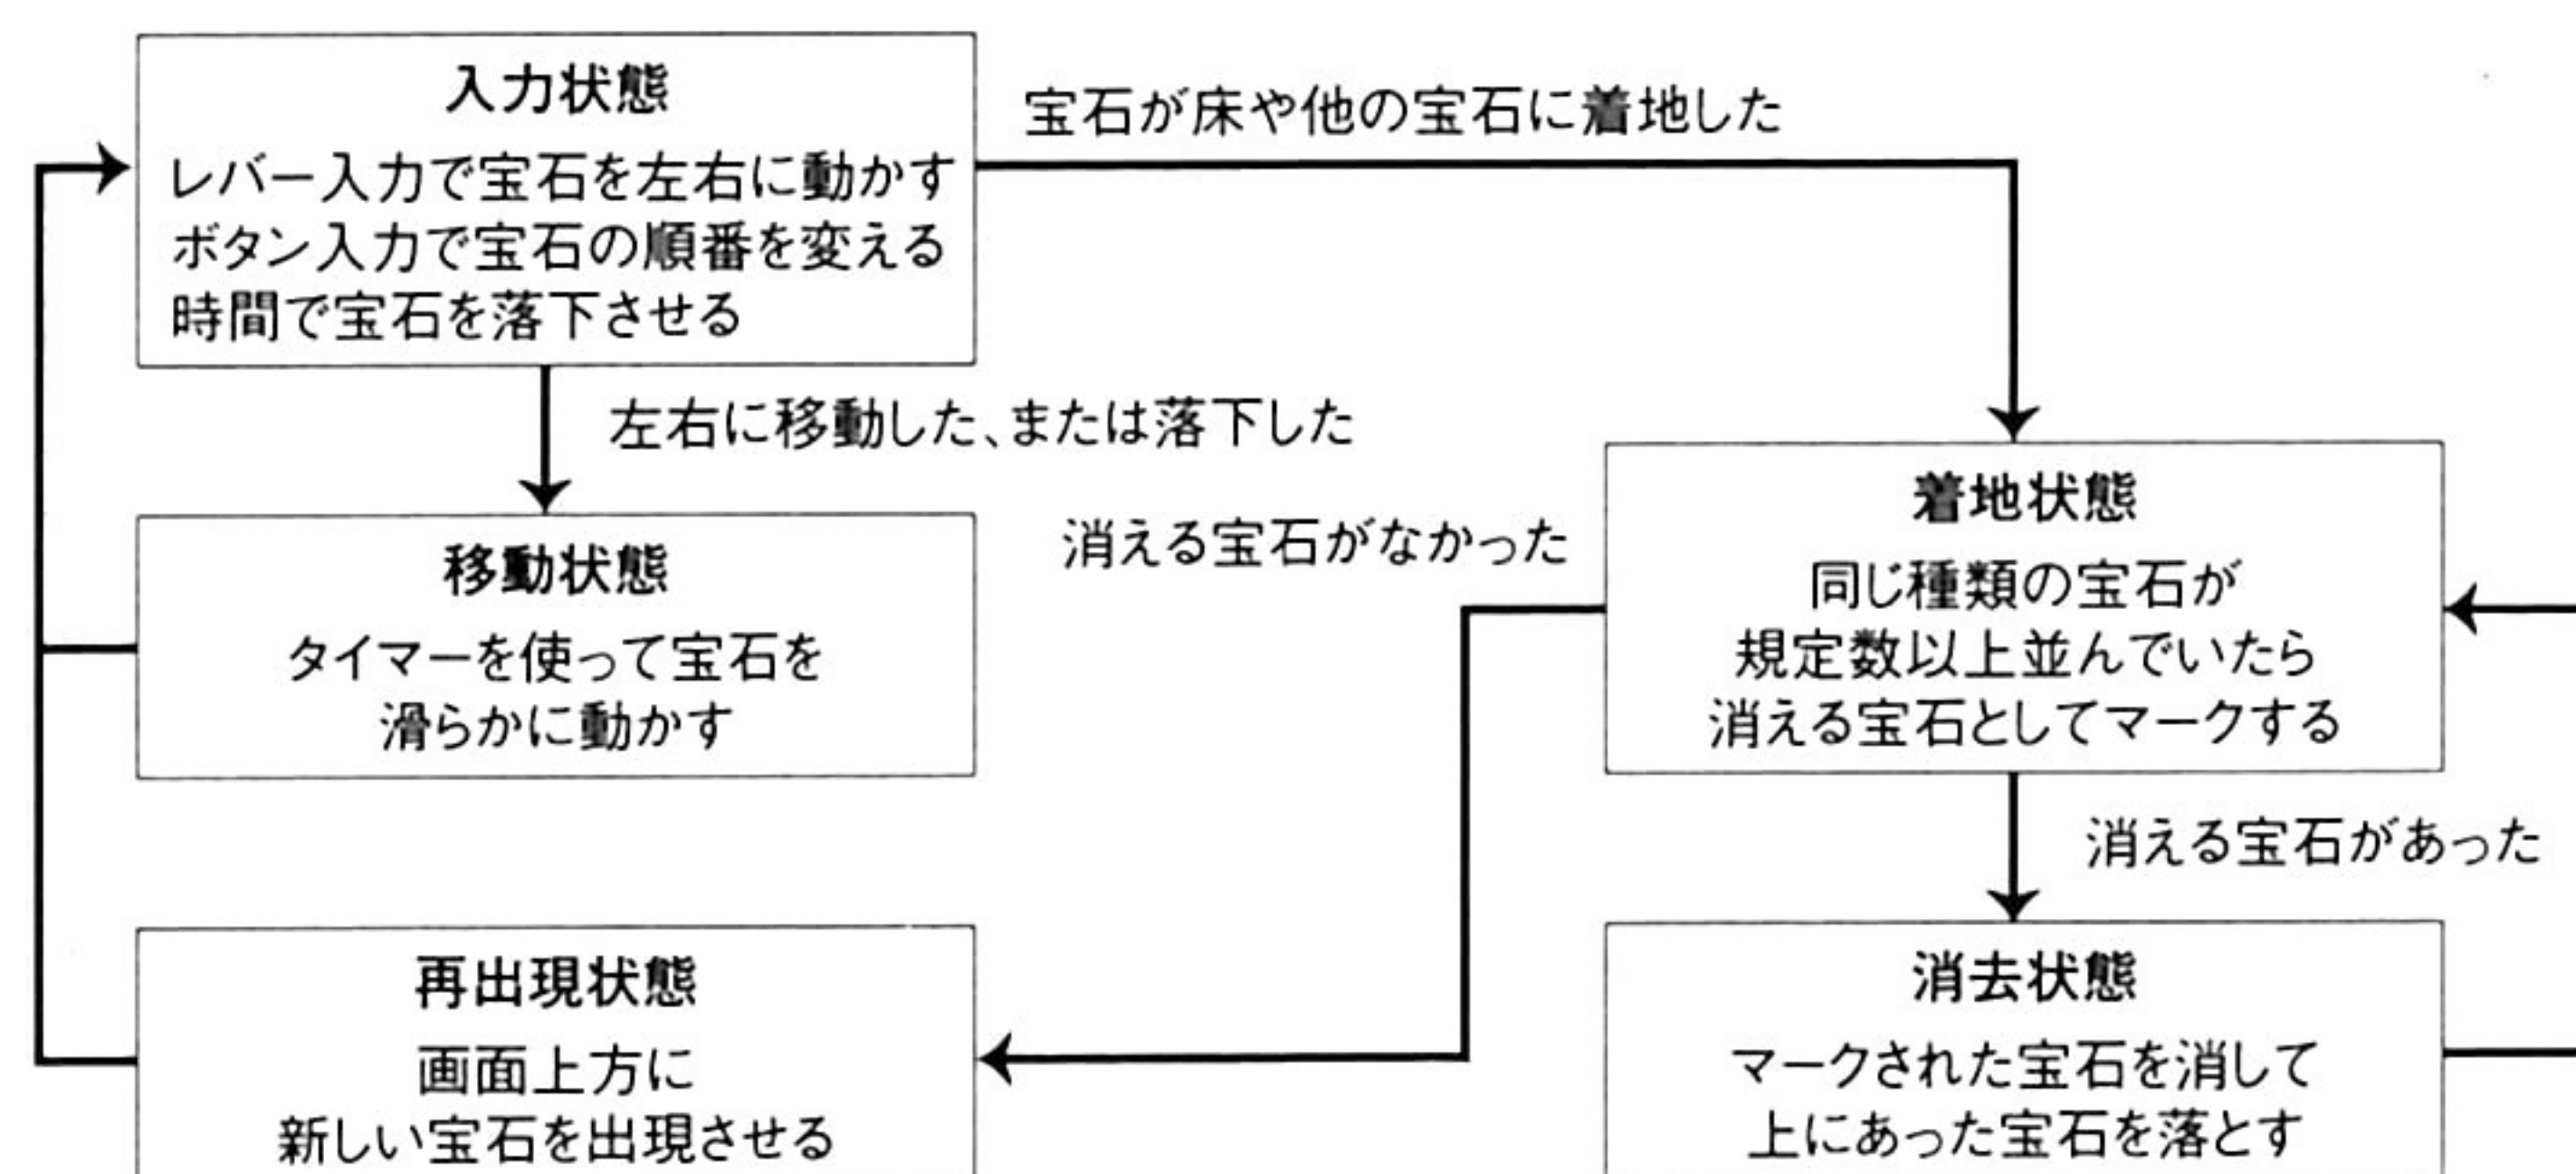 入力状態
レバー入力で宝石を左右に動かす
ボタン入力で宝石の順番を変える
時間で宝石を落下させる
宝石が床や他の宝石に着地した
左右に移動した、または落下した
移動状態
タイマーを使って宝石を
滑らかに動かす
消える宝石がなかった
着地状態
同じ種類の宝石が
規定数以上並んでいたら
消える宝石としてマークする
消える宝石があった
再出現状態
画面上方に
新しい宝石を出現させる
消去状態
マークされた宝石を消して
上にあった宝石を落とす